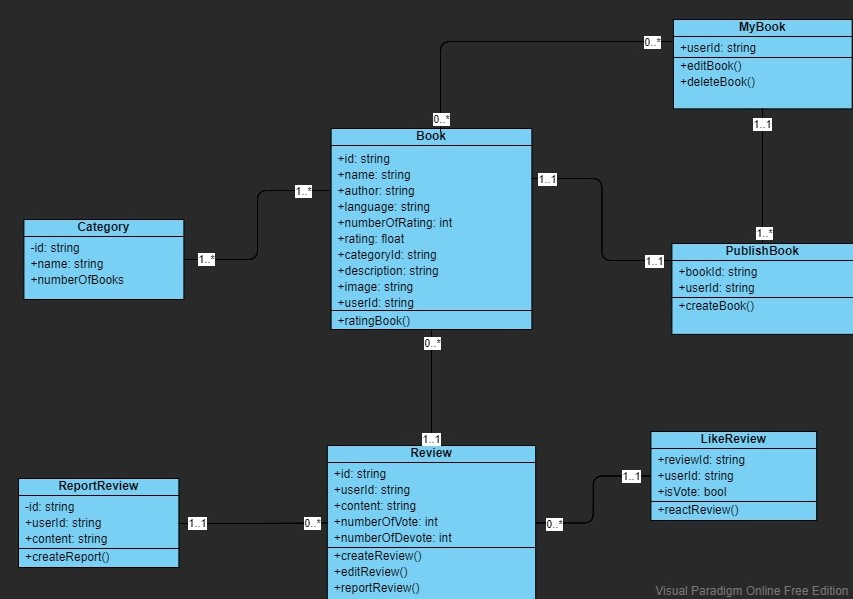 MyBook
+userId: string
+editBook()
+deleteBook()
0..*
0..*
1..1
1..*
Book
+id: string
+name: string
+author: string
+language: string
+numberOfRating: int
+rating: float
+categoryId: string
+description: string
+image: string
+userId: string
+ratingBook()
1..*
1..*
1..1
1..1
Category
-id: string
+name: string
+numberOfBooks
PublishBook
+bookId: string
+userId: string
+createBook()
0..*
1..1
Review
+id: string
+userId: string
+content: string
+numberOfVote: int
+numberOfDevote: int
+createReview()
+editReview()
+reportReview()
LikeReview
+reviewId: string
+userId: string
+isVote: bool
+reactReview()
1..1
0..*
ReportReview
-id: string
+userId: string
+content: string
+createReport()
1..1
0..*
Visual Paradigm Online Free Edition